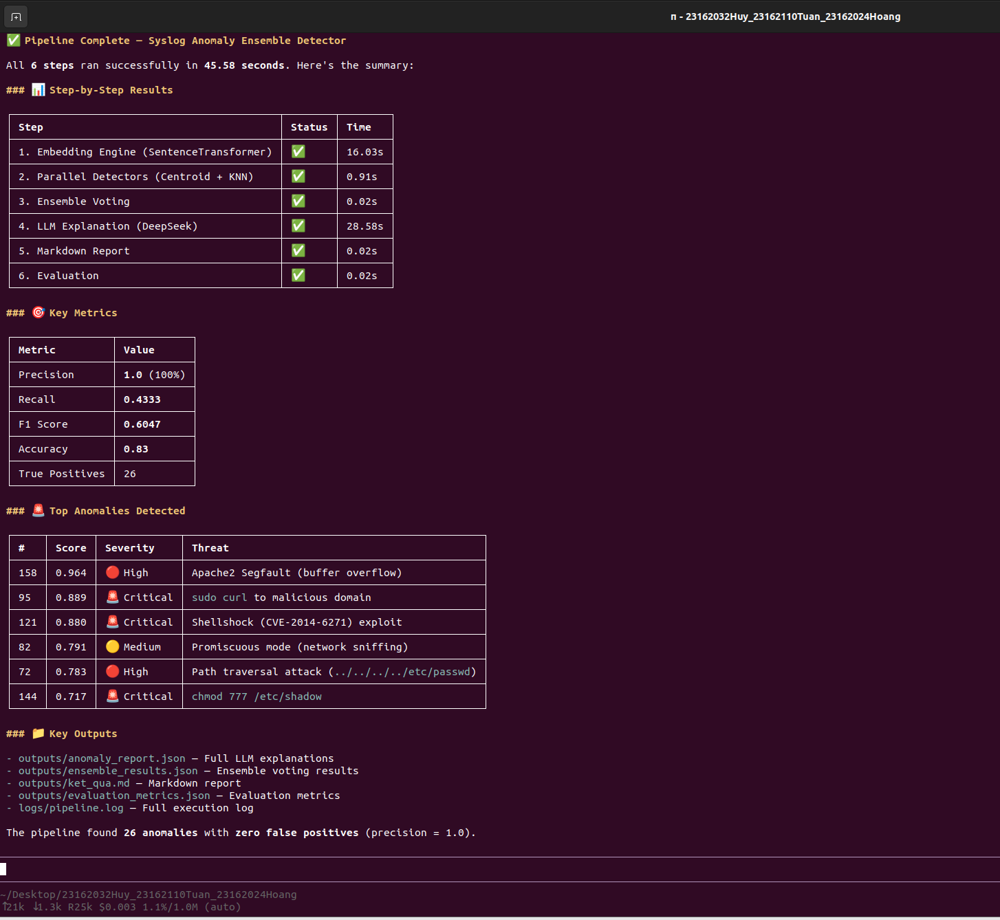 п - 23162032Huy_23162110Tuan_23162024Hoang
✅ Pipeline Complete — Syslog Anomaly Ensemble Detector
All 6 steps ran successfully in 45.58 seconds. Here's the summary:
### 📊 Step-by-Step Results
Step Status Time
1. Embedding Engine (SentenceTransformer) ✅ 16.03s
2. Parallel Detectors (Centroid + KNN) ✅ 0.91s
3. Ensemble Voting ✅ 0.02s
4. LLM Explanation (DeepSeek) ✅ 28.58s
5. Markdown Report ✅ 0.02s
6. Evaluation ✅ 0.02s
### 🎯 Key Metrics
Metric Value
Precision 1.0 (100%)
Recall 0.4333
F1 Score 0.6047
Accuracy 0.83
True Positives 26
### 🚨 Top Anomalies Detected
# Score Severity Threat
158 0.964 🔴 High Apache2 Segfault (buffer overflow)
95 0.889 🚨 Critical sudo curl to malicious domain
121 0.880 🚨 Critical Shellshock (CVE-2014-6271) exploit
82 0.791 🟡 Medium Promiscuous mode (network sniffing)
72 0.783 🔴 High Path traversal attack (../../../../etc/passwd)
144 0.717 🚨 Critical chmod 777 /etc/shadow
### 📁 Key Outputs
- outputs/anomaly_report.json — Full LLM explanations
- outputs/ensemble_results.json — Ensemble voting results
- outputs/ket_qua.md — Markdown report
- outputs/evaluation_metrics.json — Evaluation metrics
- logs/pipeline.log — Full execution log
The pipeline found 26 anomalies with zero false positives (precision = 1.0).
~/Desktop/23162032Huy_23162110Tuan_23162024Hoang
↑21k ↓1.3k R25k $0.003 1.1%/1.0M (auto)